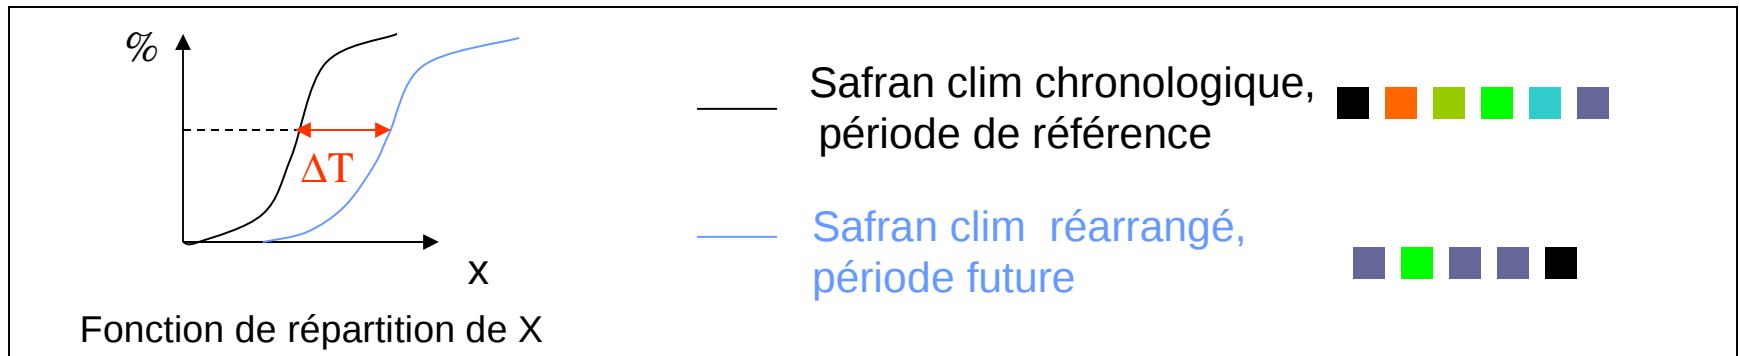 %
ΔT
x
Fonction de répartition de X
Safran clim chronologique,
période de référence
Safran clim réarrangé,
période future